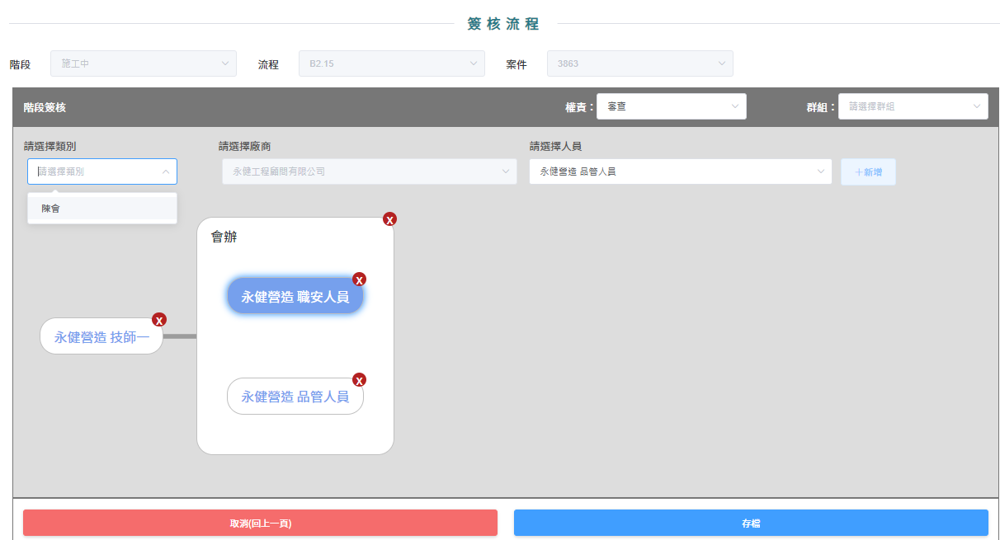 簽核流程
階段 施工中 流程 B2.15 案件 3863
階段簽核 權責： 審查 群組： 請選擇群組
請選擇類別 請選擇廠商 請選擇人員
請選擇類別 永健工程顧問有限公司 永健營造 品管人員 ＋新增
陳會
X
會辦
X
永健營造 職安人員
X
永健營造 技師一
X
永健營造 品管人員
取消(回上一頁) 存檔